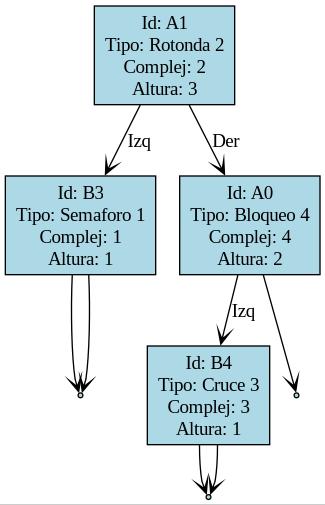 Id: A1
Tipo: Rotonda 2
Complej: 2
Altura: 3
Izq
Der
Id: B3
Tipo: Semaforo 1
Complej: 1
Altura: 1
Id: A0
Tipo: Bloqueo 4
Complej: 4
Altura: 2
Izq
Id: B4
Tipo: Cruce 3
Complej: 3
Altura: 1